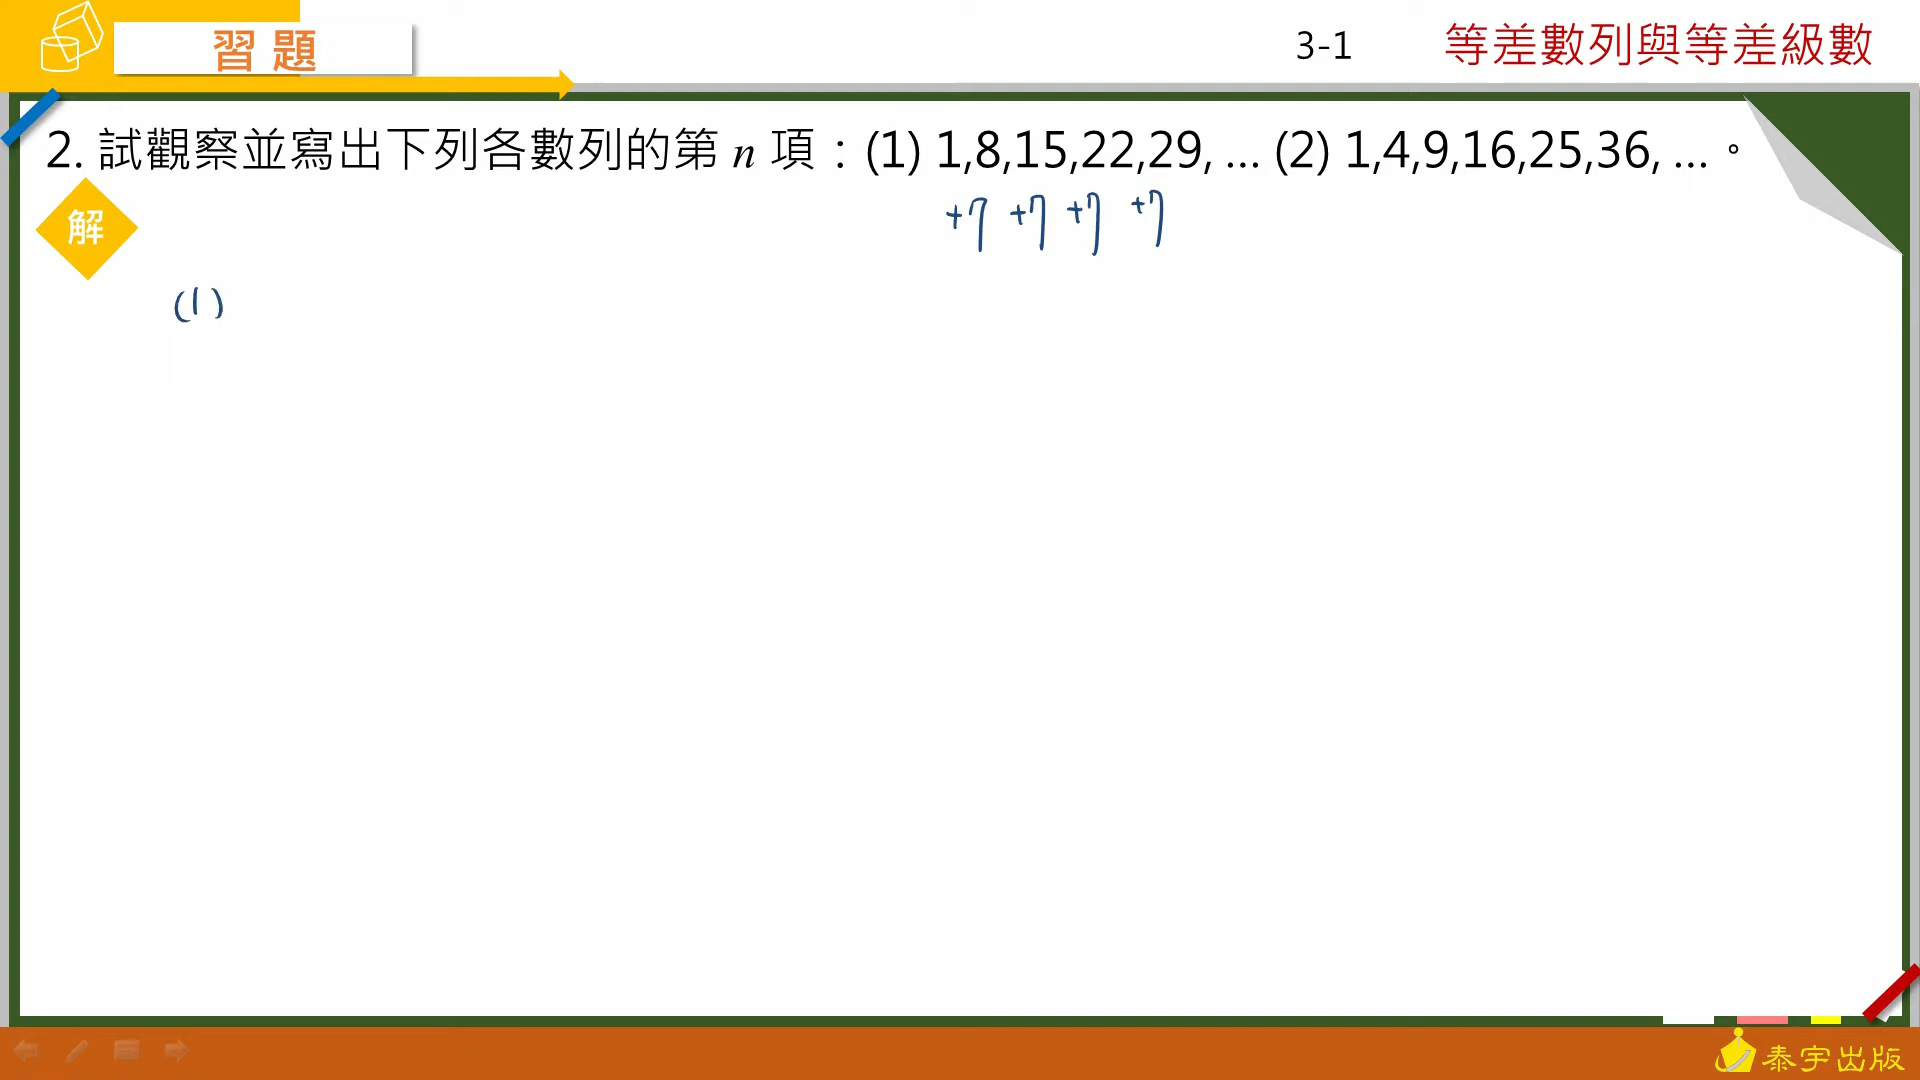 習題
3-1 等差數列與等差級數
2. 試觀察並寫出下列各數列的第 n 項：(1) 1,8,15,22,29, … (2) 1,4,9,16,25,36, …。
+7 +7 +7 +7
解
(1)
泰宇出版